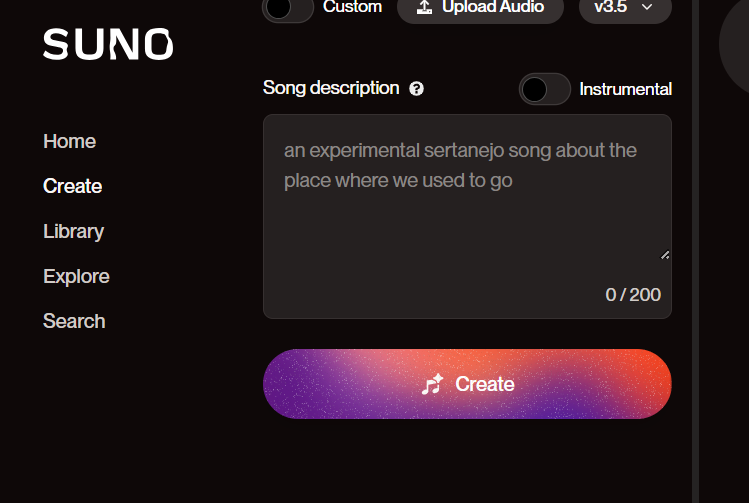 SUNO
Home
Create
Library
Explore
Search
Custom
Upload Audio
v3.5
Song description
?
Instrumental
an experimental sertanejo song about the
place where we used to go
0 / 200
Create